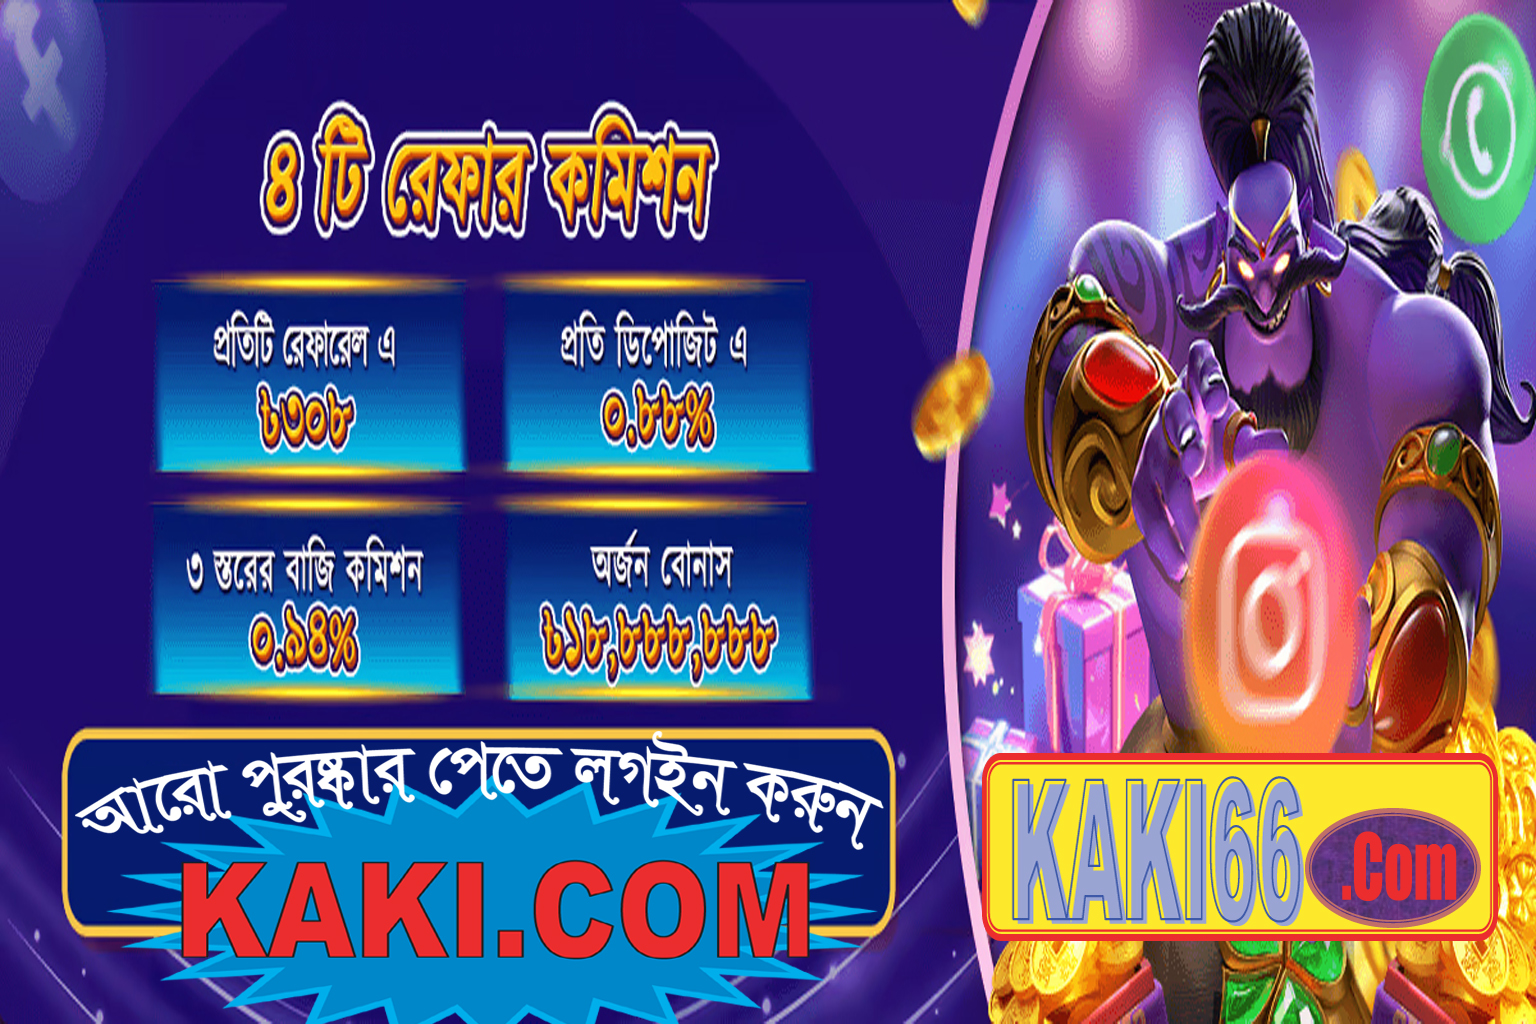 ৪ টি রেফার কমিশন
প্রতিটি রেফারেল এ
৳৩০৮
প্রতি ডিপোজিট এ
০.৮৮%
৩ স্তরের বাজি কমিশন
০.৯৪%
অর্জন বোনাস
৳১৮,৮৮৮,৮৮৮
আরো পুরষ্কার পেতে লগইন করুন
KAKI.COM
KAKI66.Com